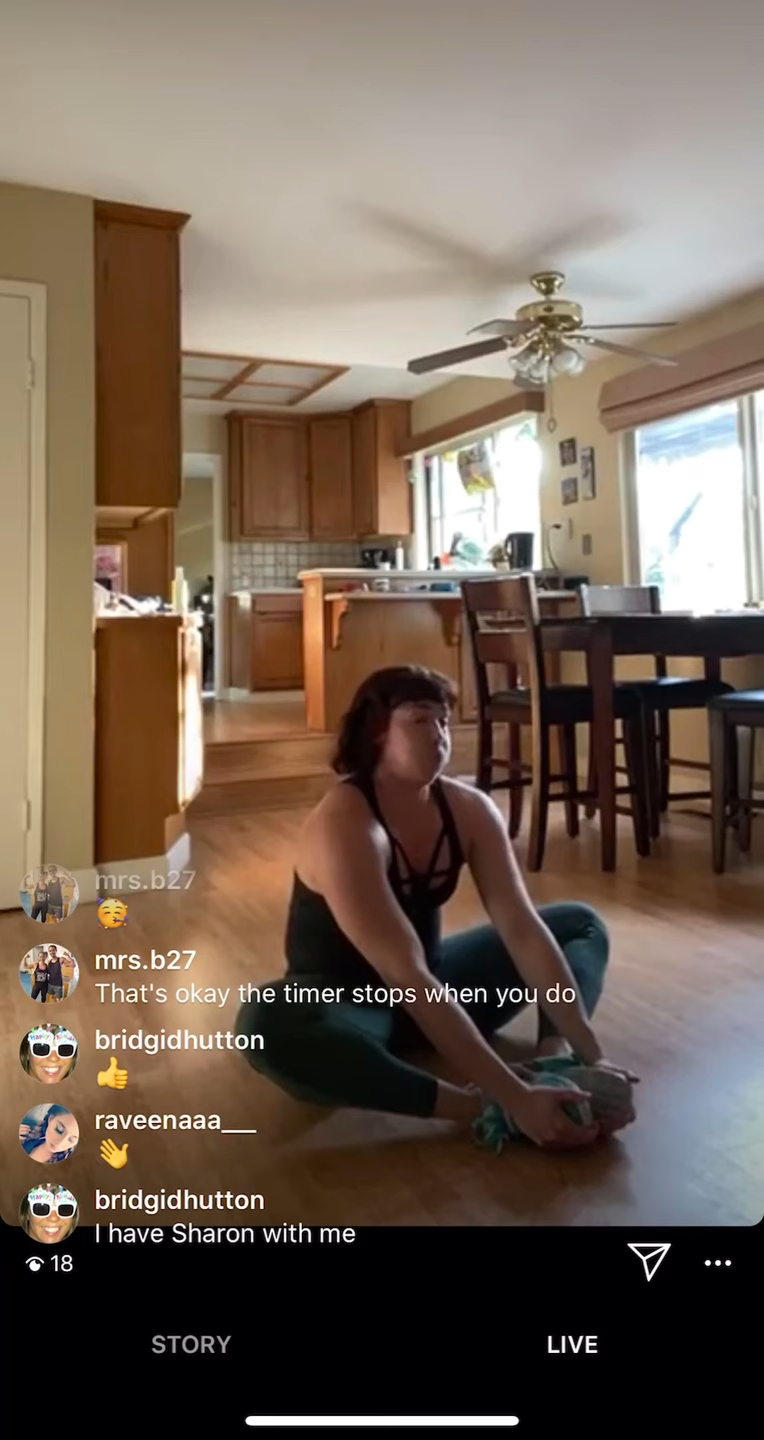 mrs.b27
🥳
mrs.b27
That's okay the timer stops when you do
bridgidhutton
👍
raveenaaa__
👋
bridgidhutton
I have Sharon with me
18
STORY
LIVE